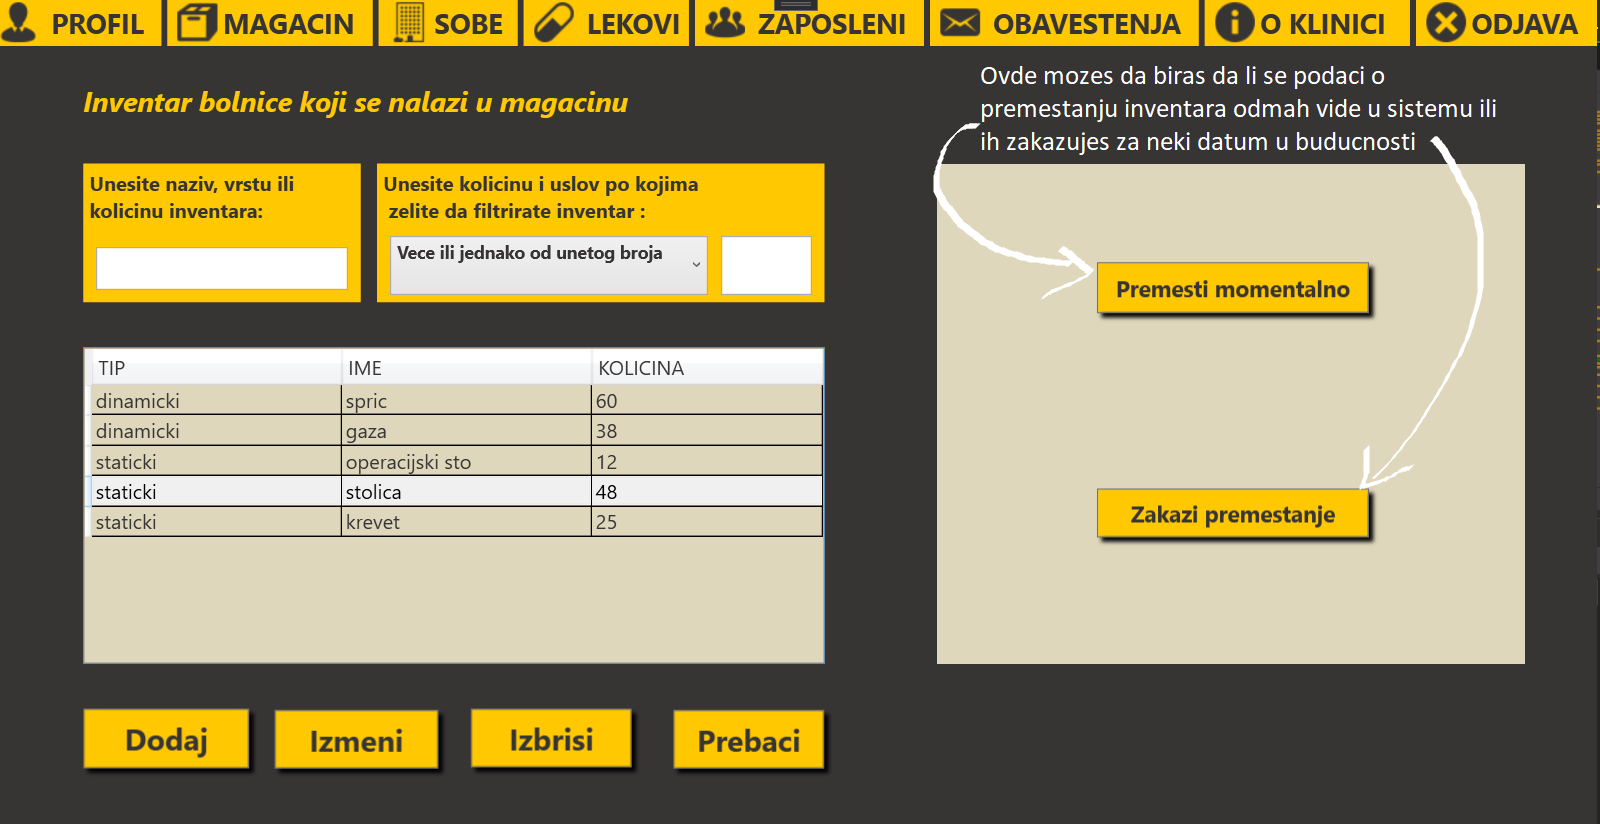 PROFIL MAGACIN SOBE LEKOVI ZAPOSLENI OBAVESTENJA O KLINICI ODJAVA
Inventar bolnice koji se nalazi u magacinu
Ovde mozes da biras da li se podaci o
premestanju inventara odmah vide u sistemu ili
ih zakazujes za neki datum u buducnosti
Unesite naziv, vrstu ili
kolicinu inventara:
Unesite kolicinu i uslov po kojima
zelite da filtrirate inventar :
Vece ili jednako od unetog broja
TIP IME KOLICINA
dinamicki spric 60
dinamicki gaza 38
staticki operacijski sto 12
staticki stolica 48
staticki krevet 25
Premesti momentalno
Zakazi premestanje
Dodaj Izmeni Izbrisi Prebaci